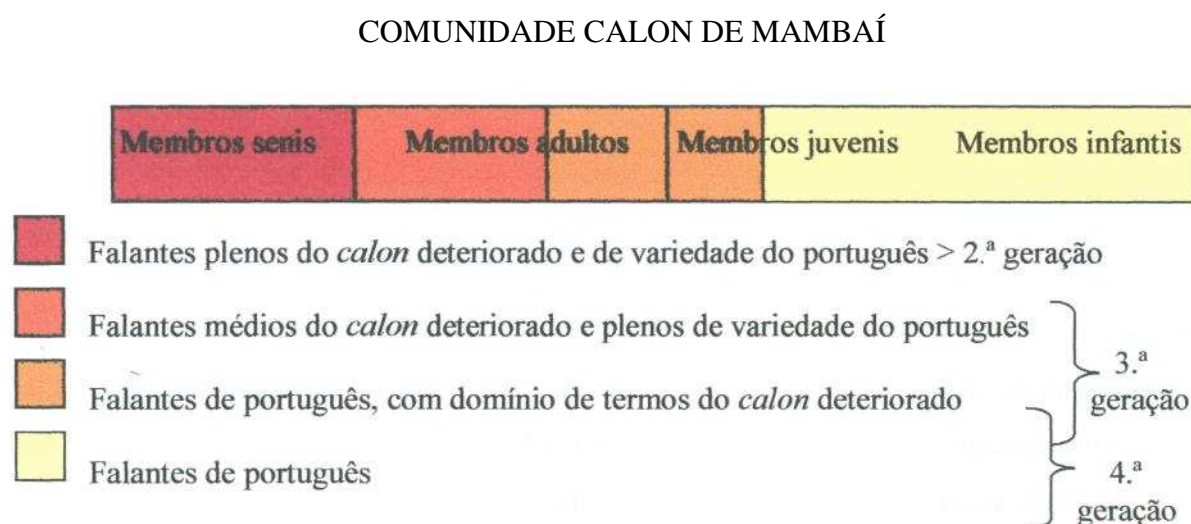 COMUNIDADE CALON DE MAMBAÍ
Membros senis Membros adultos Membros juvenis Membros infantis
Falantes plenos do calon deteriorado e de variedade do português > 2.ª geração
Falantes médios do calon deteriorado e plenos de variedade do português
3.ª
geração
Falantes de português, com domínio de termos do calon deteriorado
Falantes de português
4.ª
geração